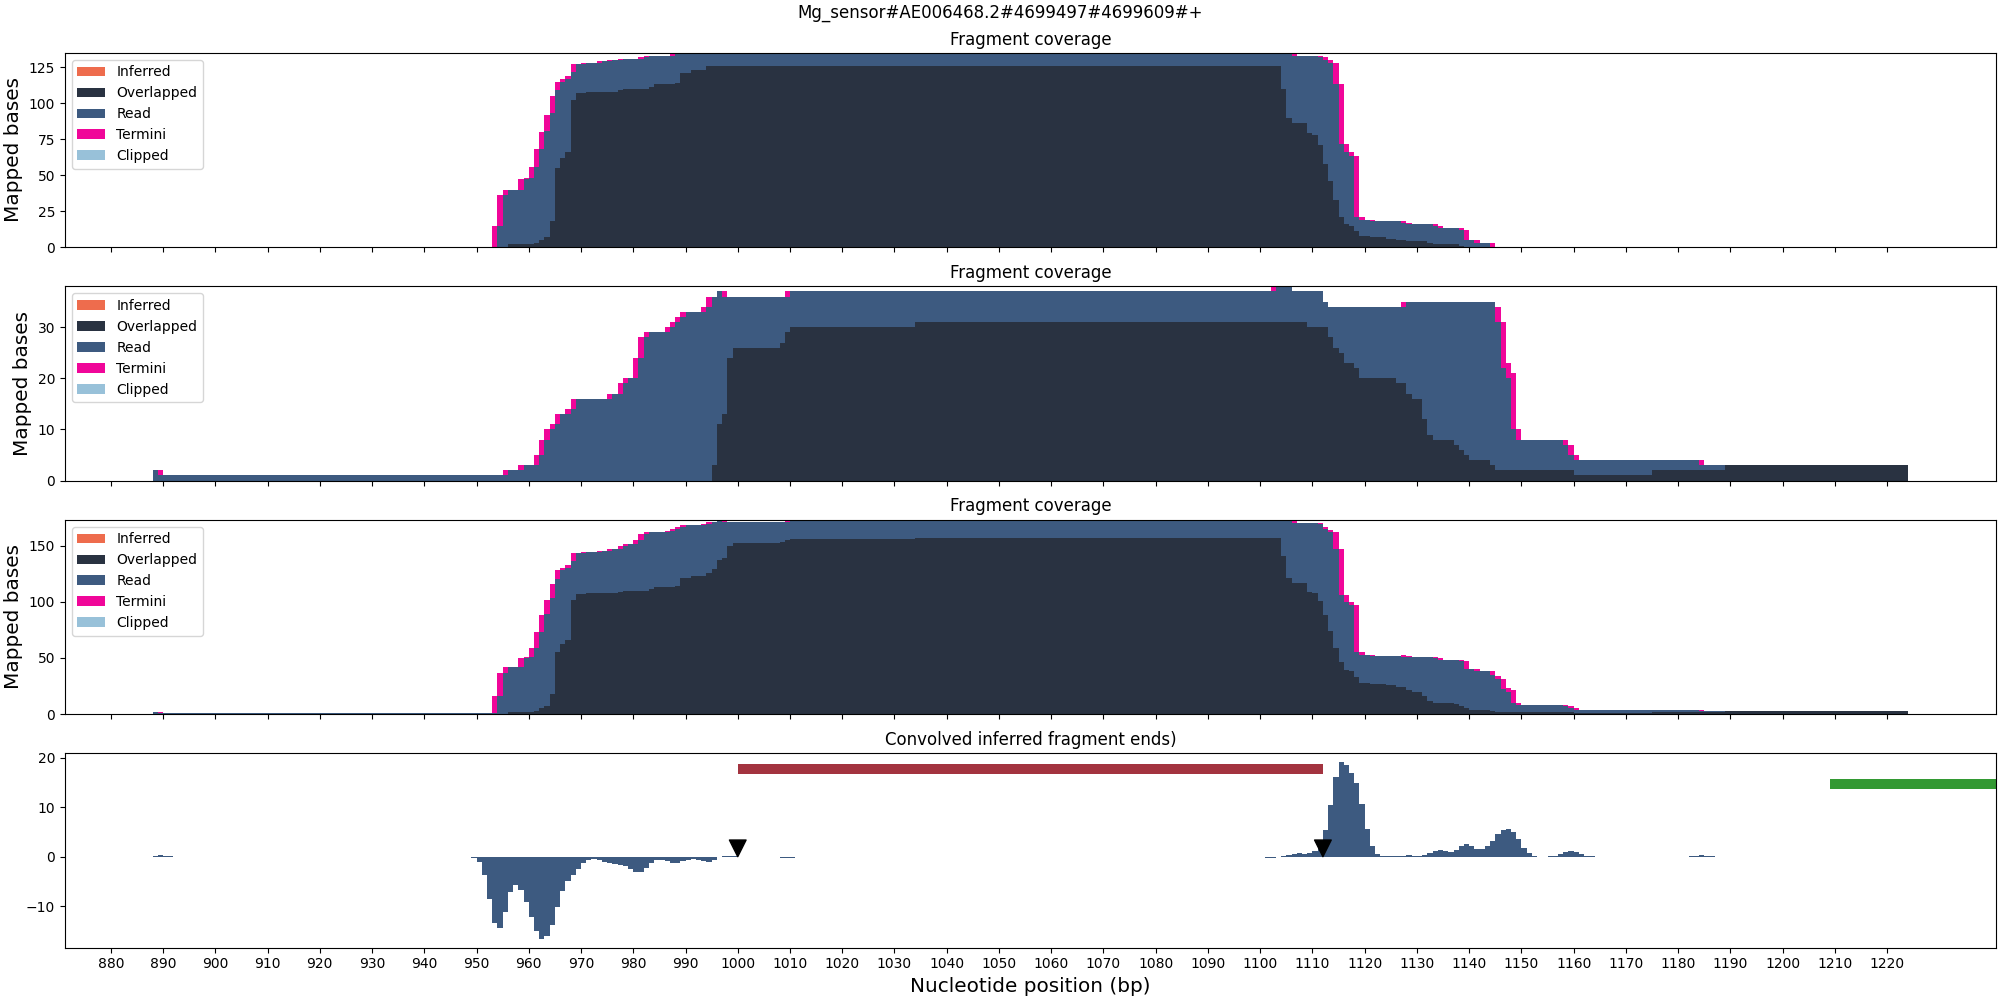 Mg_sensor#AE006468.2#4699497#4699609#+
Fragment coverage
Mapped bases
125
100
75
50
25
0
Inferred
Overlapped
Read
Termini
Clipped
Fragment coverage
Mapped bases
30
20
10
0
Inferred
Overlapped
Read
Termini
Clipped
Fragment coverage
Mapped bases
150
100
50
0
Inferred
Overlapped
Read
Termini
Clipped
Convolved inferred fragment ends)
20
10
0
−10
880 890 900 910 920 930 940 950 960 970 980 990 1000 1010 1020 1030 1040 1050 1060 1070 1080 1090 1100 1110 1120 1130 1140 1150 1160 1170 1180 1190 1200 1210 1220
Nucleotide position (bp)